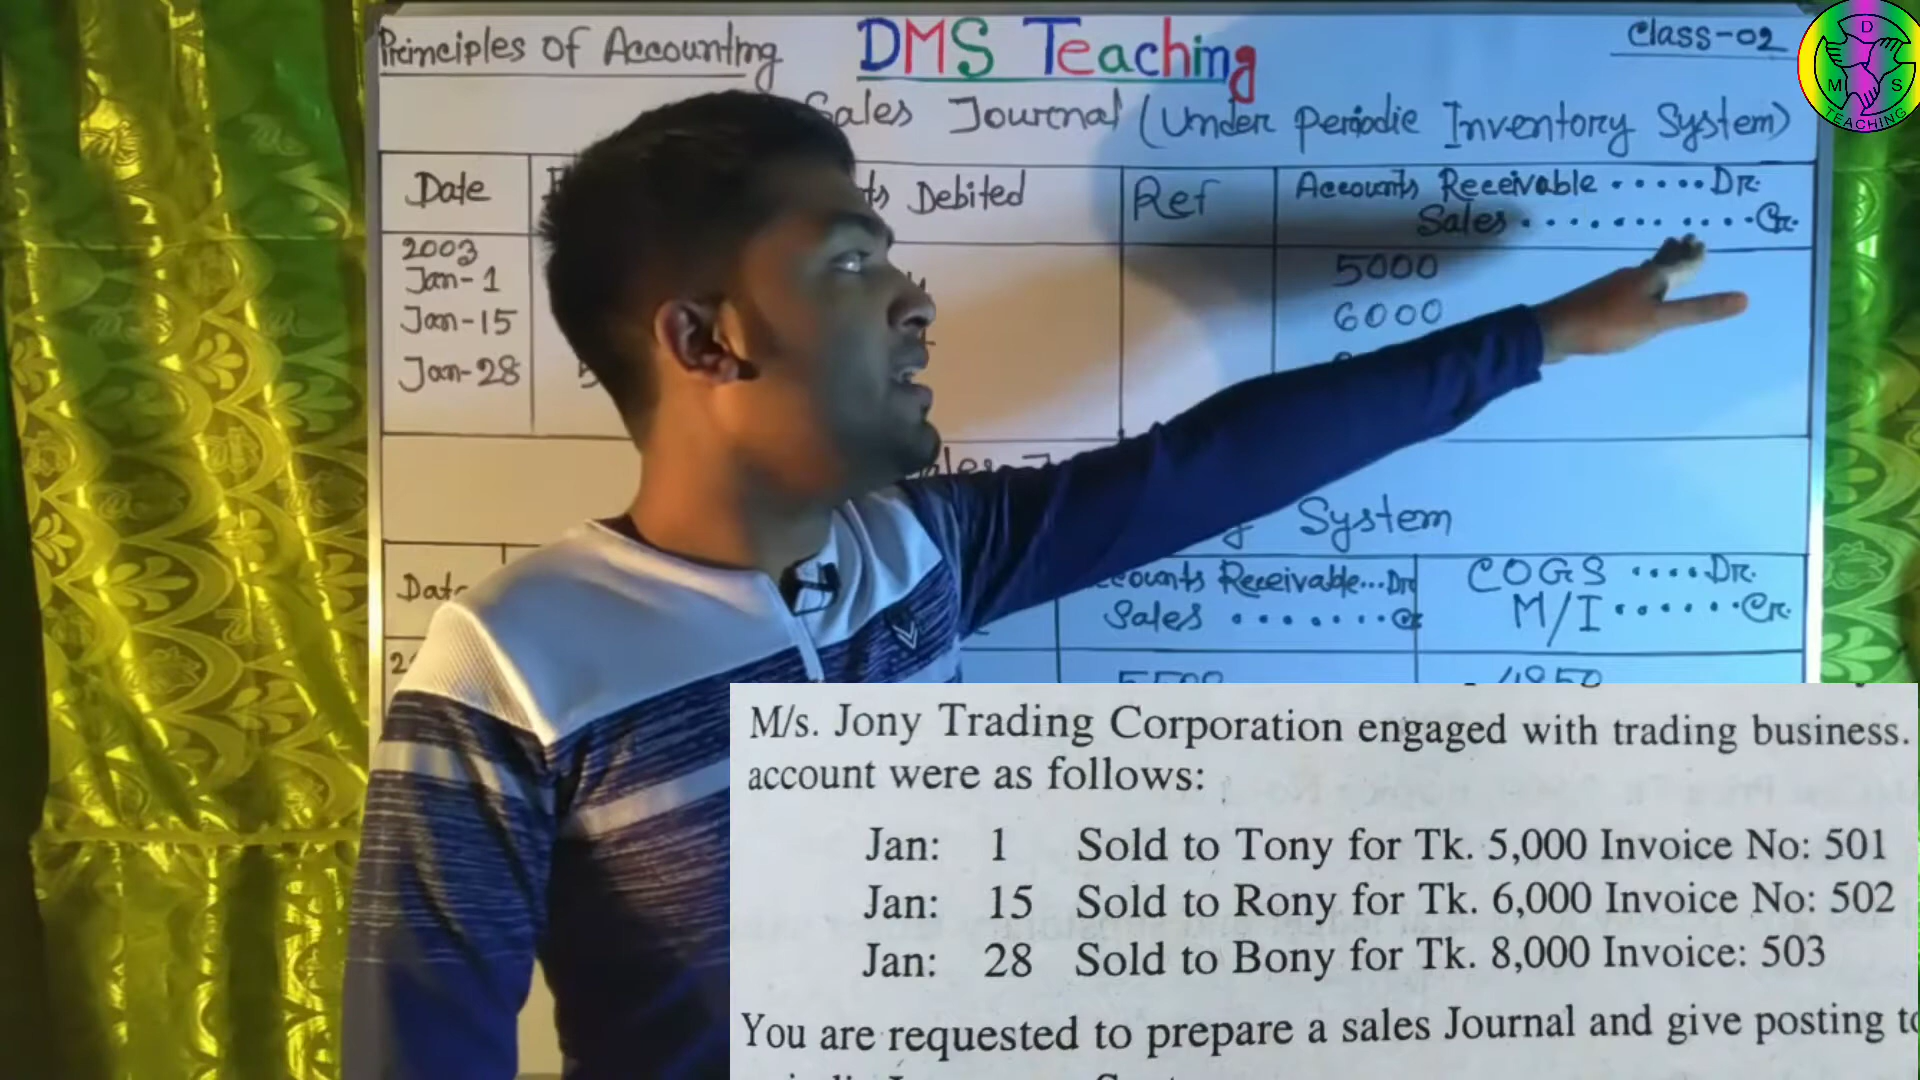 Principles of Accounting
DMS Teaching
Class-02
Sales Journal (Under Periodie Inventory System)
Date
Debited
Ref
Accounts Receivable ..... Dr.
Sales .......... Cr.
2003
Jan-1
5000
Jan-15
6000
Jan-28
System
Accounts Receivable...Dr
Sales ....... Cr
COGS ....Dr.
M/I ......Cr.
M/s. Jony Trading Corporation engaged with trading business.
account were as follows:
Jan: 1 Sold to Tony for Tk. 5,000 Invoice No: 501
Jan: 15 Sold to Rony for Tk. 6,000 Invoice No: 502
Jan: 28 Sold to Bony for Tk. 8,000 Invoice: 503
You are requested to prepare a sales Journal and give posting to
D
M S
TEACHING